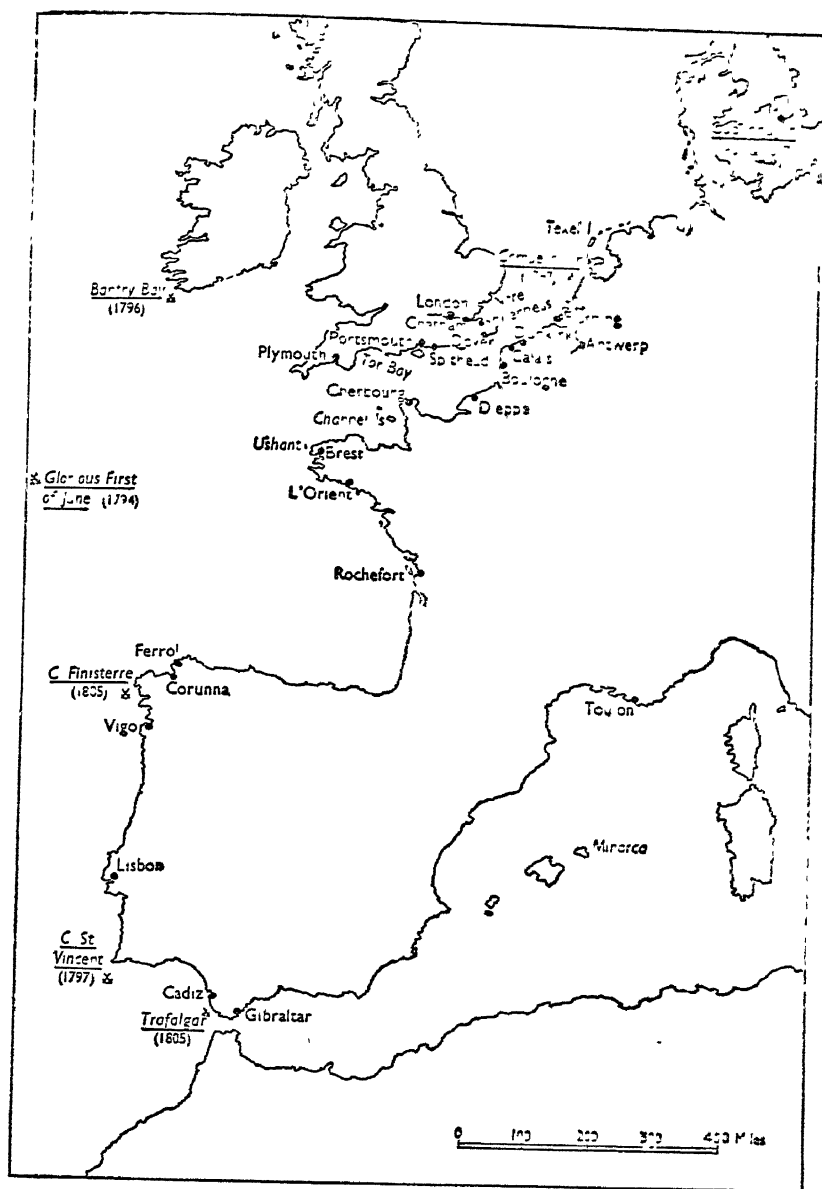 Texel I
Bantry Bay
(1796)
London
Portsmouth
Spithead
Plymouth
Tor Bay
Dover
Calais
Antwerp
Boulogne
Cherbourg
Dieppe
Channel Is
Ushant
Brest
Glorious First
of June (1794)
L'Orient
Rochefort
Ferrol
C. Finisterre
(1805)
Corunna
Vigo
Toulon
Minorca
Lisbon
C. St
Vincent
(1797)
Cadiz
Gibraltar
Trafalgar
(1805)
0 100 200 300 400 Miles